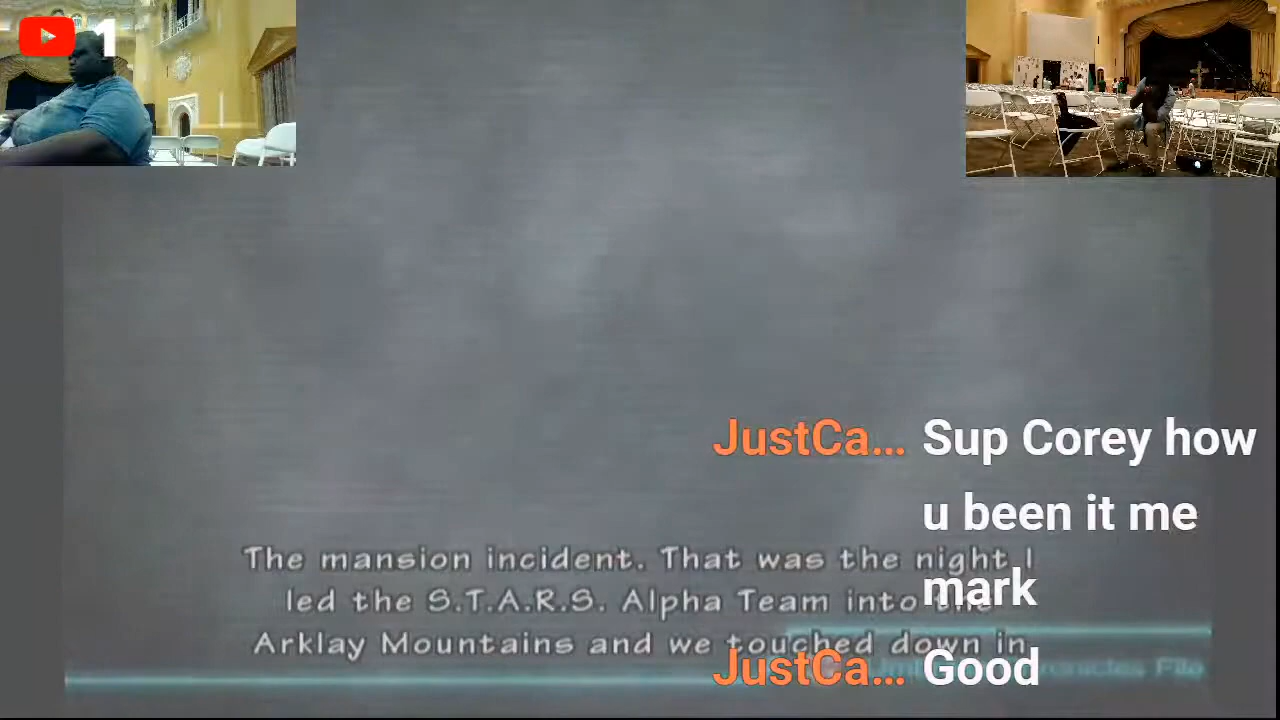 1
JustCa... Sup Corey how
u been it me
mark
The mansion incident. That was the night I
led the S.T.A.R.S. Alpha Team into
Arklay Mountains and we touched down in
JustCa... Good
File